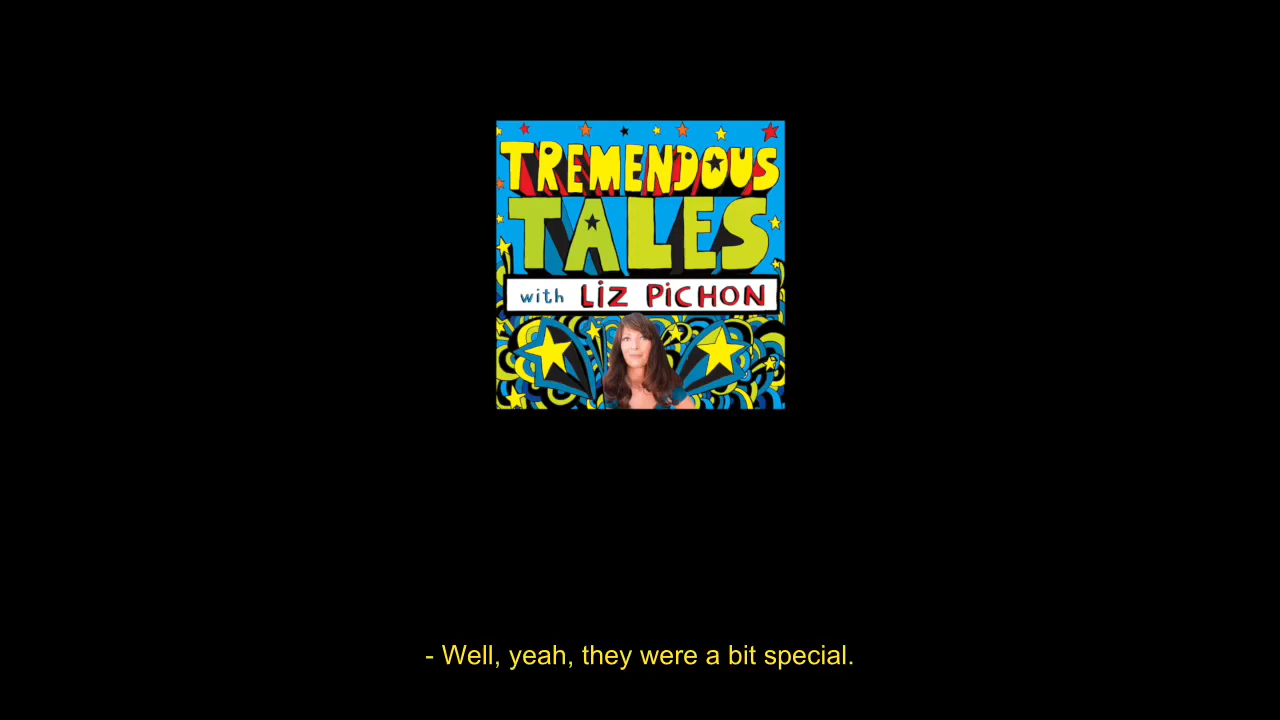 TREMENDOUS
TALES
with Liz PiCHON
- Well, yeah, they were a bit special.